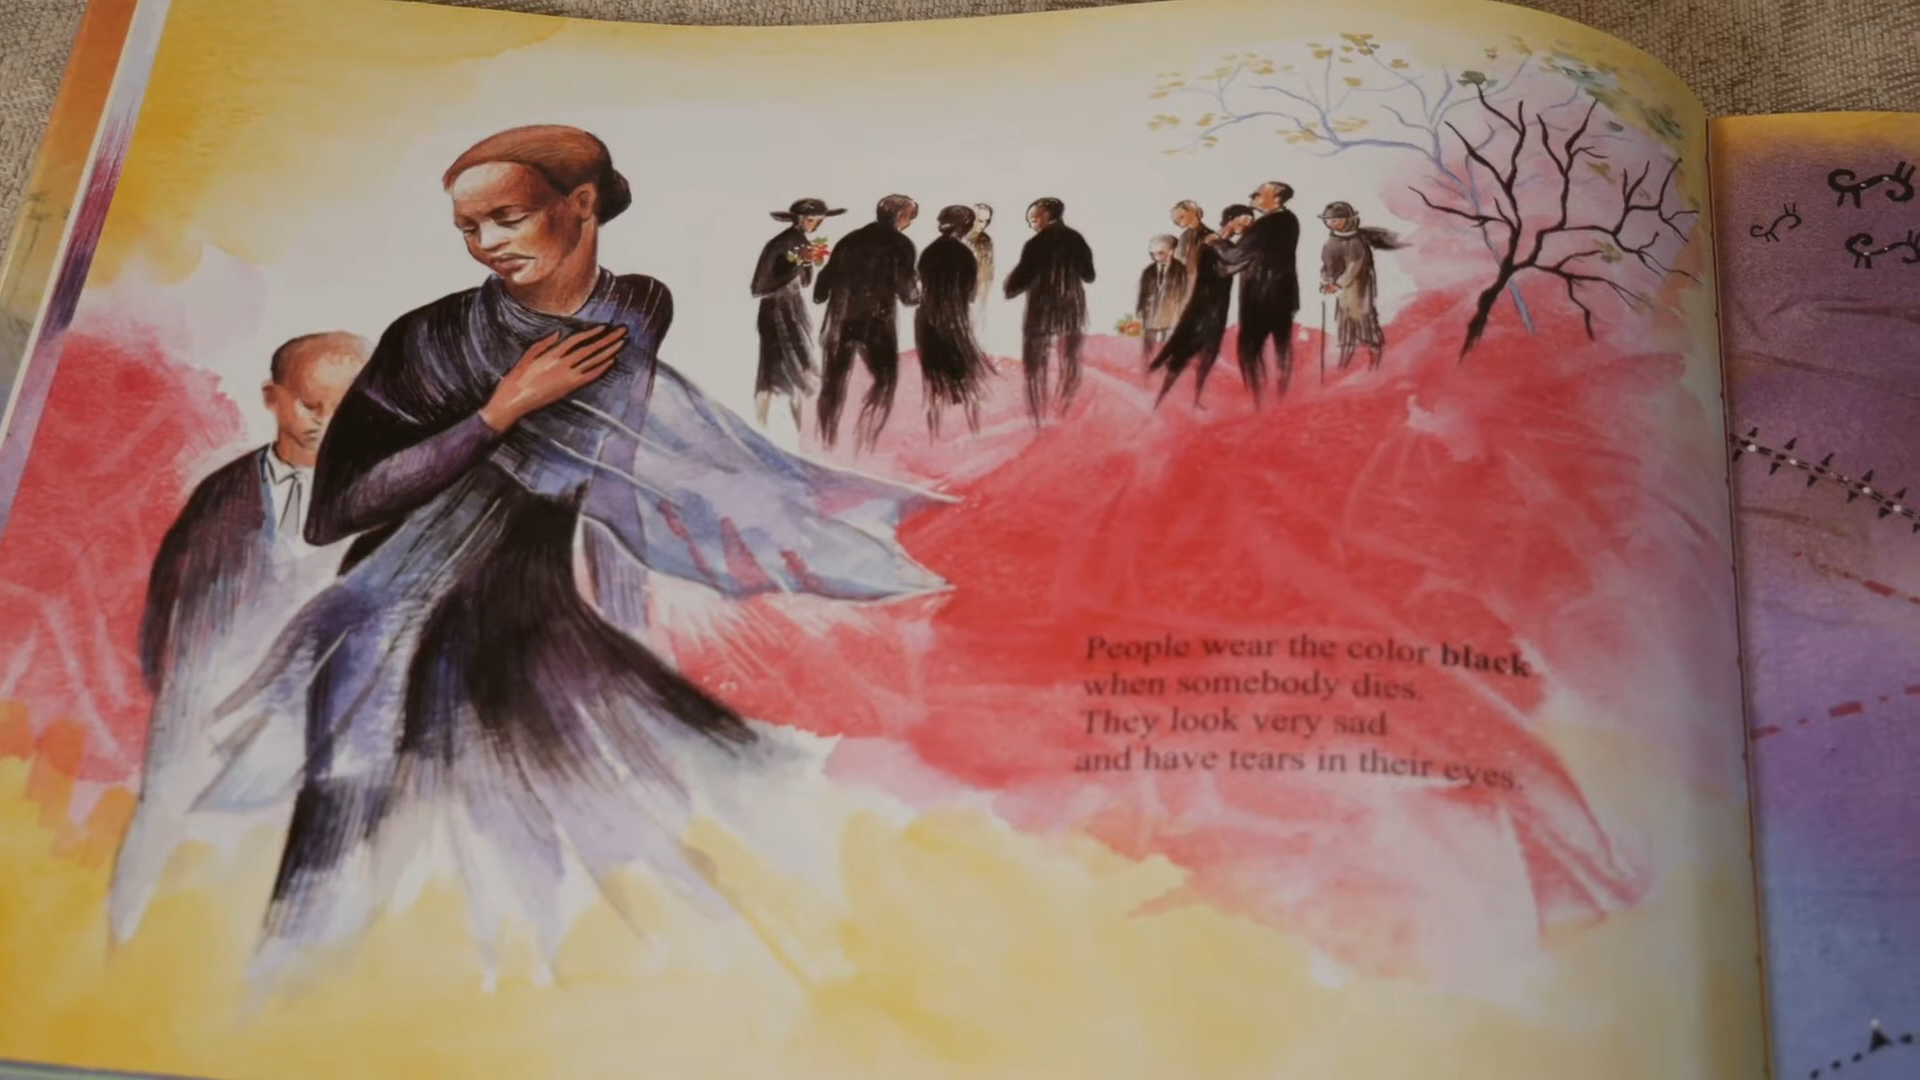 People wear the color black
when somebody dies.
They look very sad
and have tears in their eyes.